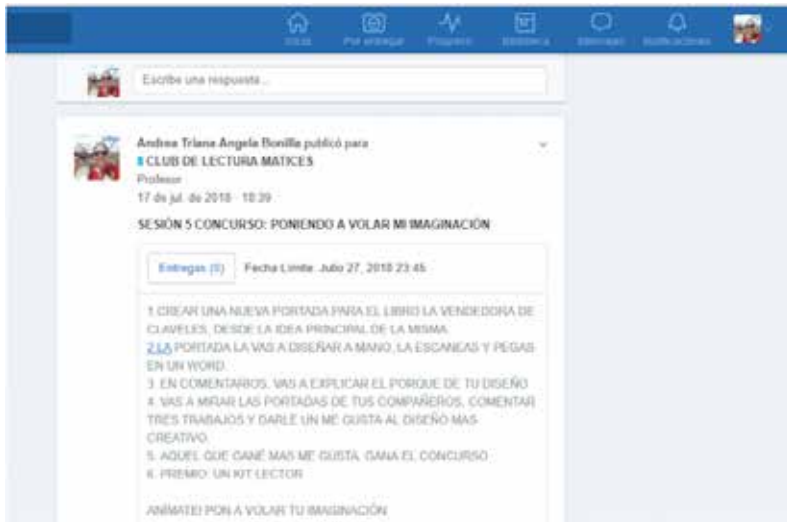 Inicio Por entregar Progreso Biblioteca Mensajes Notificaciones
Escribe una respuesta...
Andrea Triana Angela Bonilla publicó para
CLUB DE LECTURA MATICES
Profesor
17 de jul. de 2018 · 18:39
SESIÓN 5 CONCURSO: PONIENDO A VOLAR MI IMAGINACIÓN
Entregas (0) Fecha Límite: Julio 27, 2018 23:45
1.CREAR UNA NUEVA PORTADA PARA EL LIBRO LA VENDEDORA DE
CLAVELES, DESDE LA IDEA PRINCIPAL DE LA MISMA.
2.LA PORTADA LA VAS A DISEÑAR A MANO, LA ESCANEAS Y PEGAS
EN UN WORD.
3. EN COMENTARIOS, VAS A EXPLICAR EL PORQUE DE TU DISEÑO
4. VAS A MIRAR LAS PORTADAS DE TUS COMPAÑEROS, COMENTAR
TRES TRABAJOS Y DARLE UN ME GUSTA AL DISEÑO MAS
CREATIVO.
5. AQUEL QUE GANÉ MAS ME GUSTA, GANA EL CONCURSO
6. PREMIO: UN KIT LECTOR
ANÍMATE! PON A VOLAR TU IMAGINACIÓN